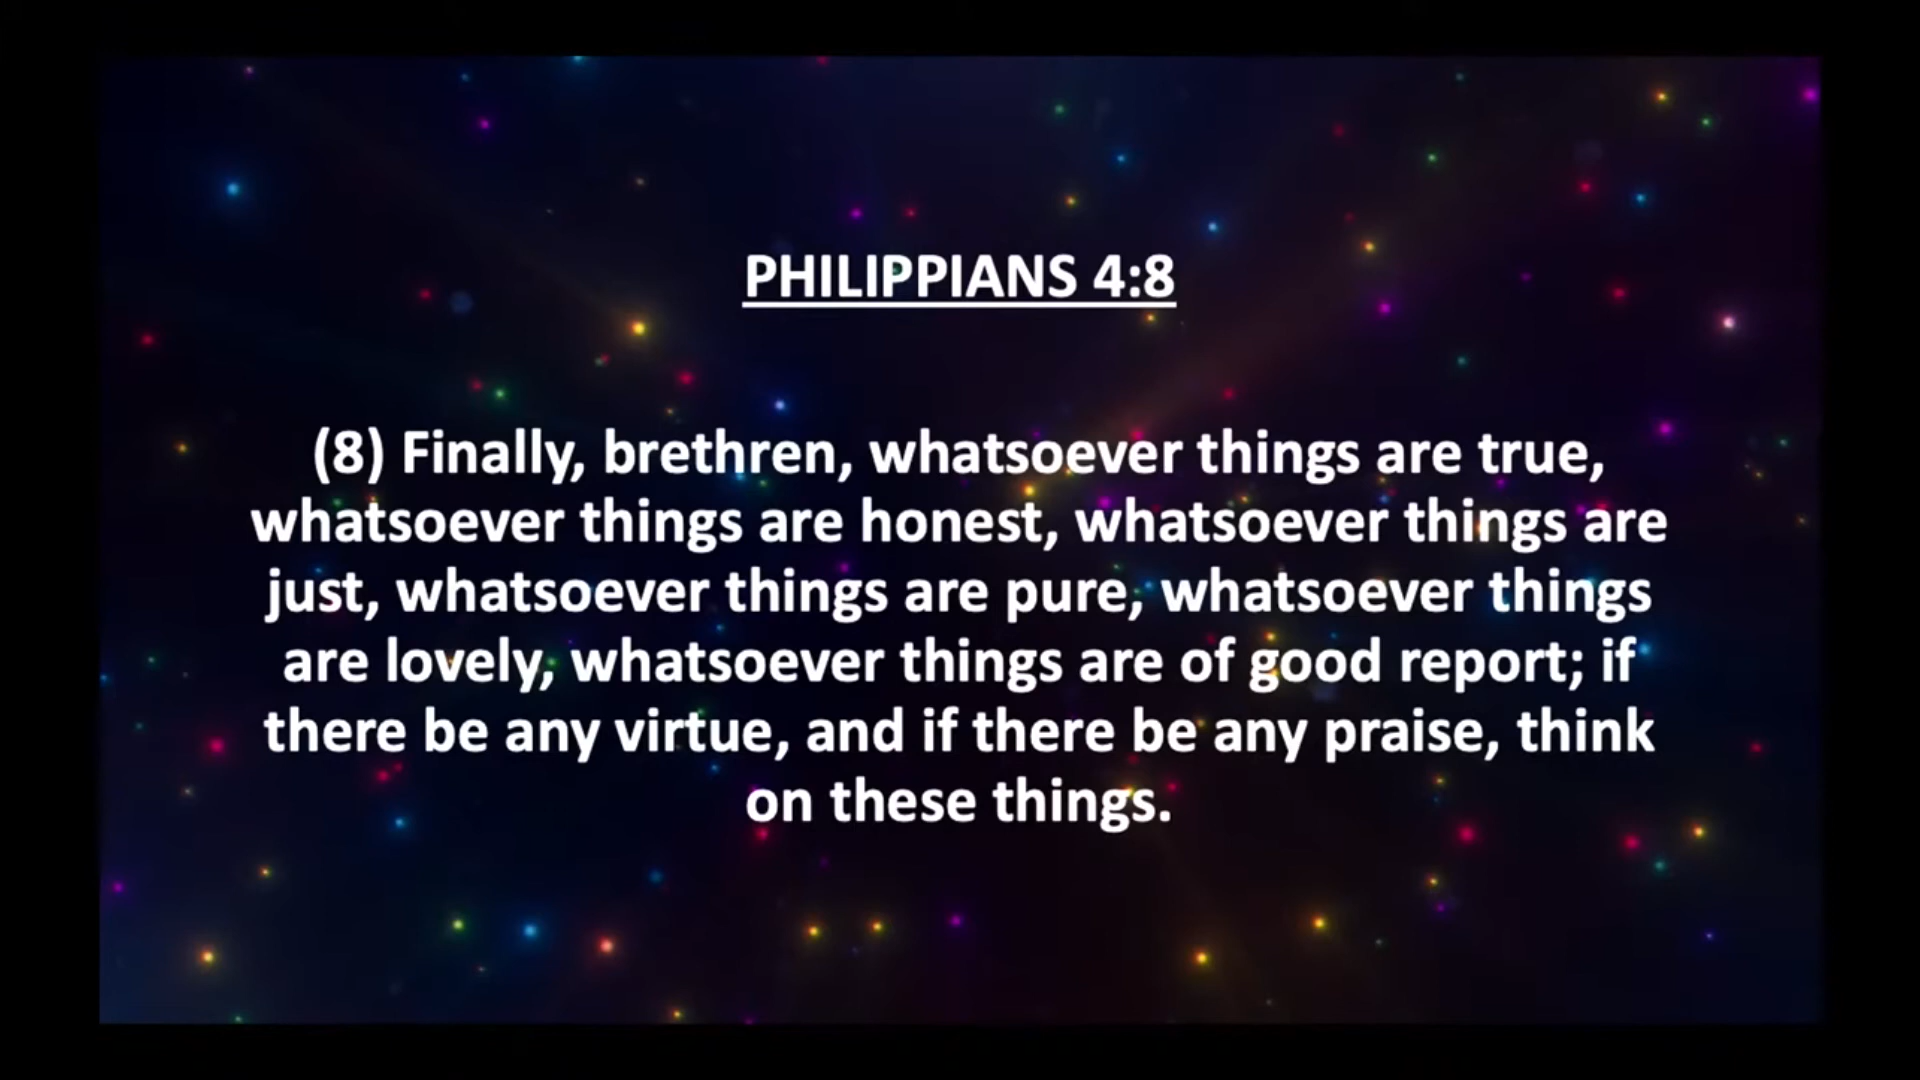 PHILIPPIANS 4:8
(8) Finally, brethren, whatsoever things are true,
whatsoever things are honest, whatsoever things are
just, whatsoever things are pure, whatsoever things
are lovely, whatsoever things are of good report; if
there be any virtue, and if there be any praise, think
on these things.